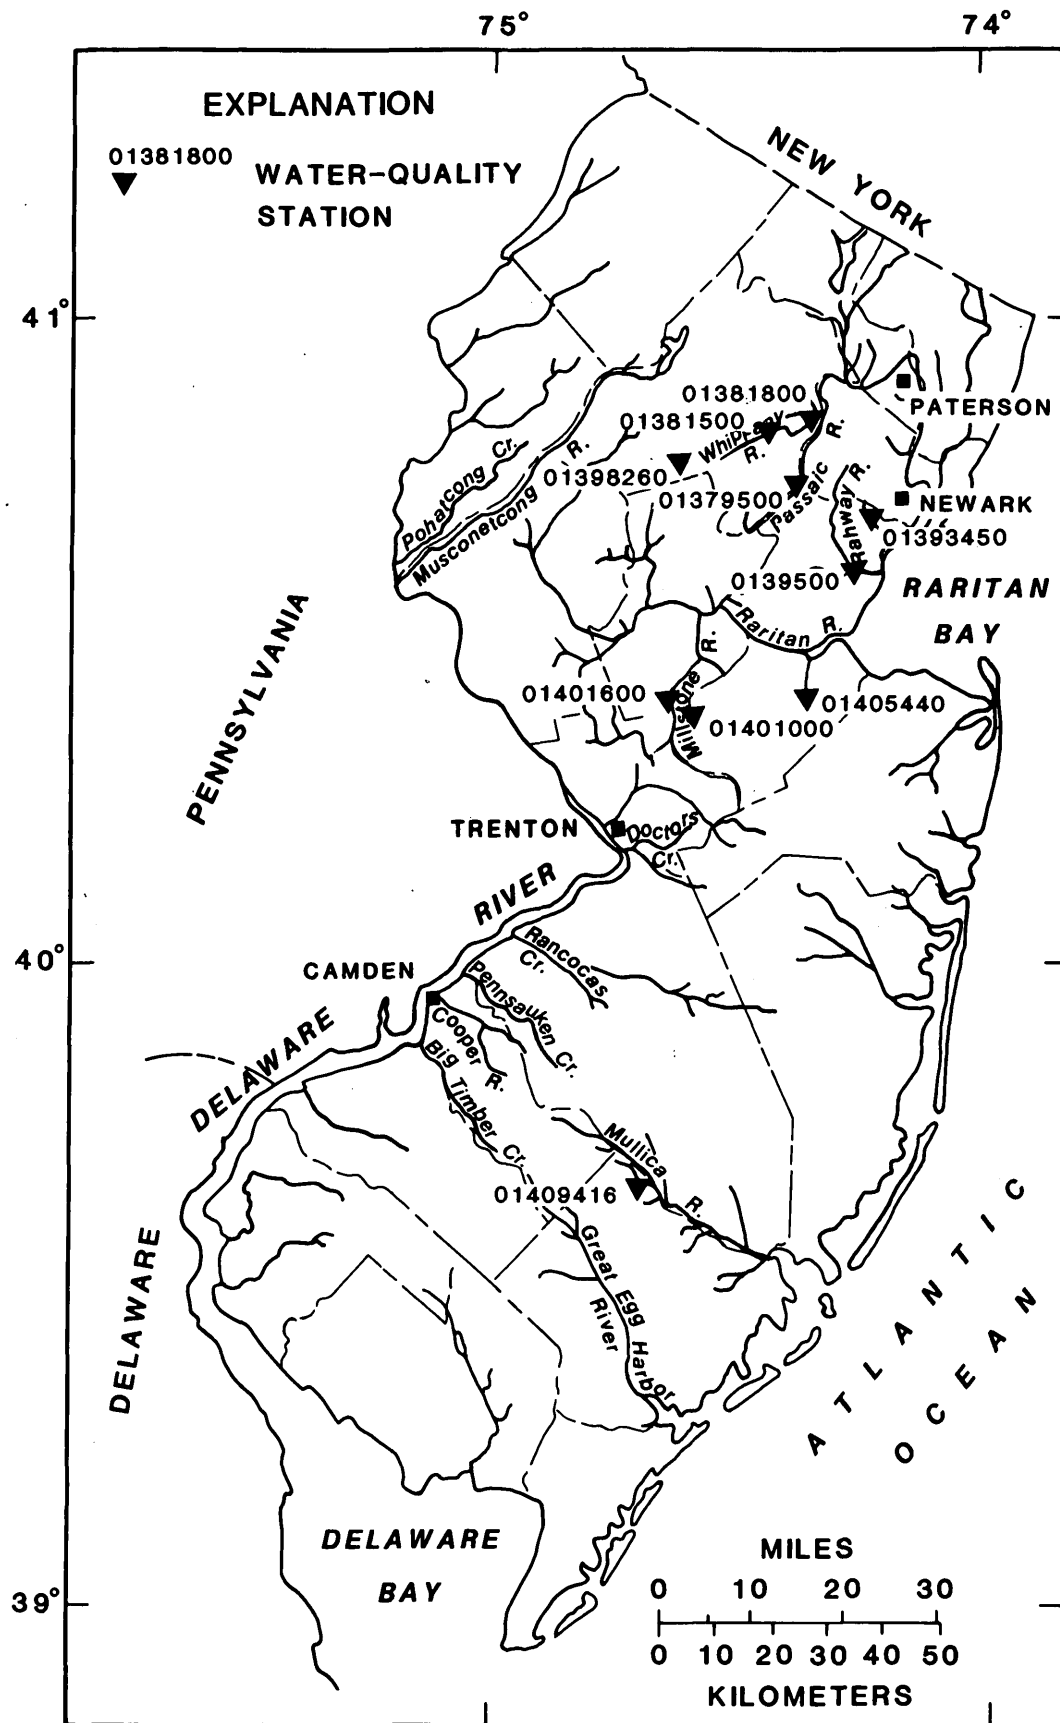 75°
74°
EXPLANATION
01381800
WATER-QUALITY
STATION
NEW YORK
41°
01381800
PATERSON
01381500
Whippany
R.
R.
01398260
Pohatcong Cr.
Musconetcong
R.
01379500
Passaic
Rahway R.
NEWARK
01393450
0139500
RARITAN
BAY
Raritan R.
R.
PENNSYLVANIA
01401600
Millstone
01405440
01401000
TRENTON
Doctors
Cr.
RIVER
40°
CAMDEN
Rancocas
Cr.
Pennsauken Cr.
Cooper R.
DELAWARE
Big Timber Cr.
Mullica
R.
01409416
DELAWARE
Great Egg Harbor
River
ATLANTIC
OCEAN
DELAWARE
BAY
MILES
0 10 20 30
39°
0 10 20 30 40 50
KILOMETERS